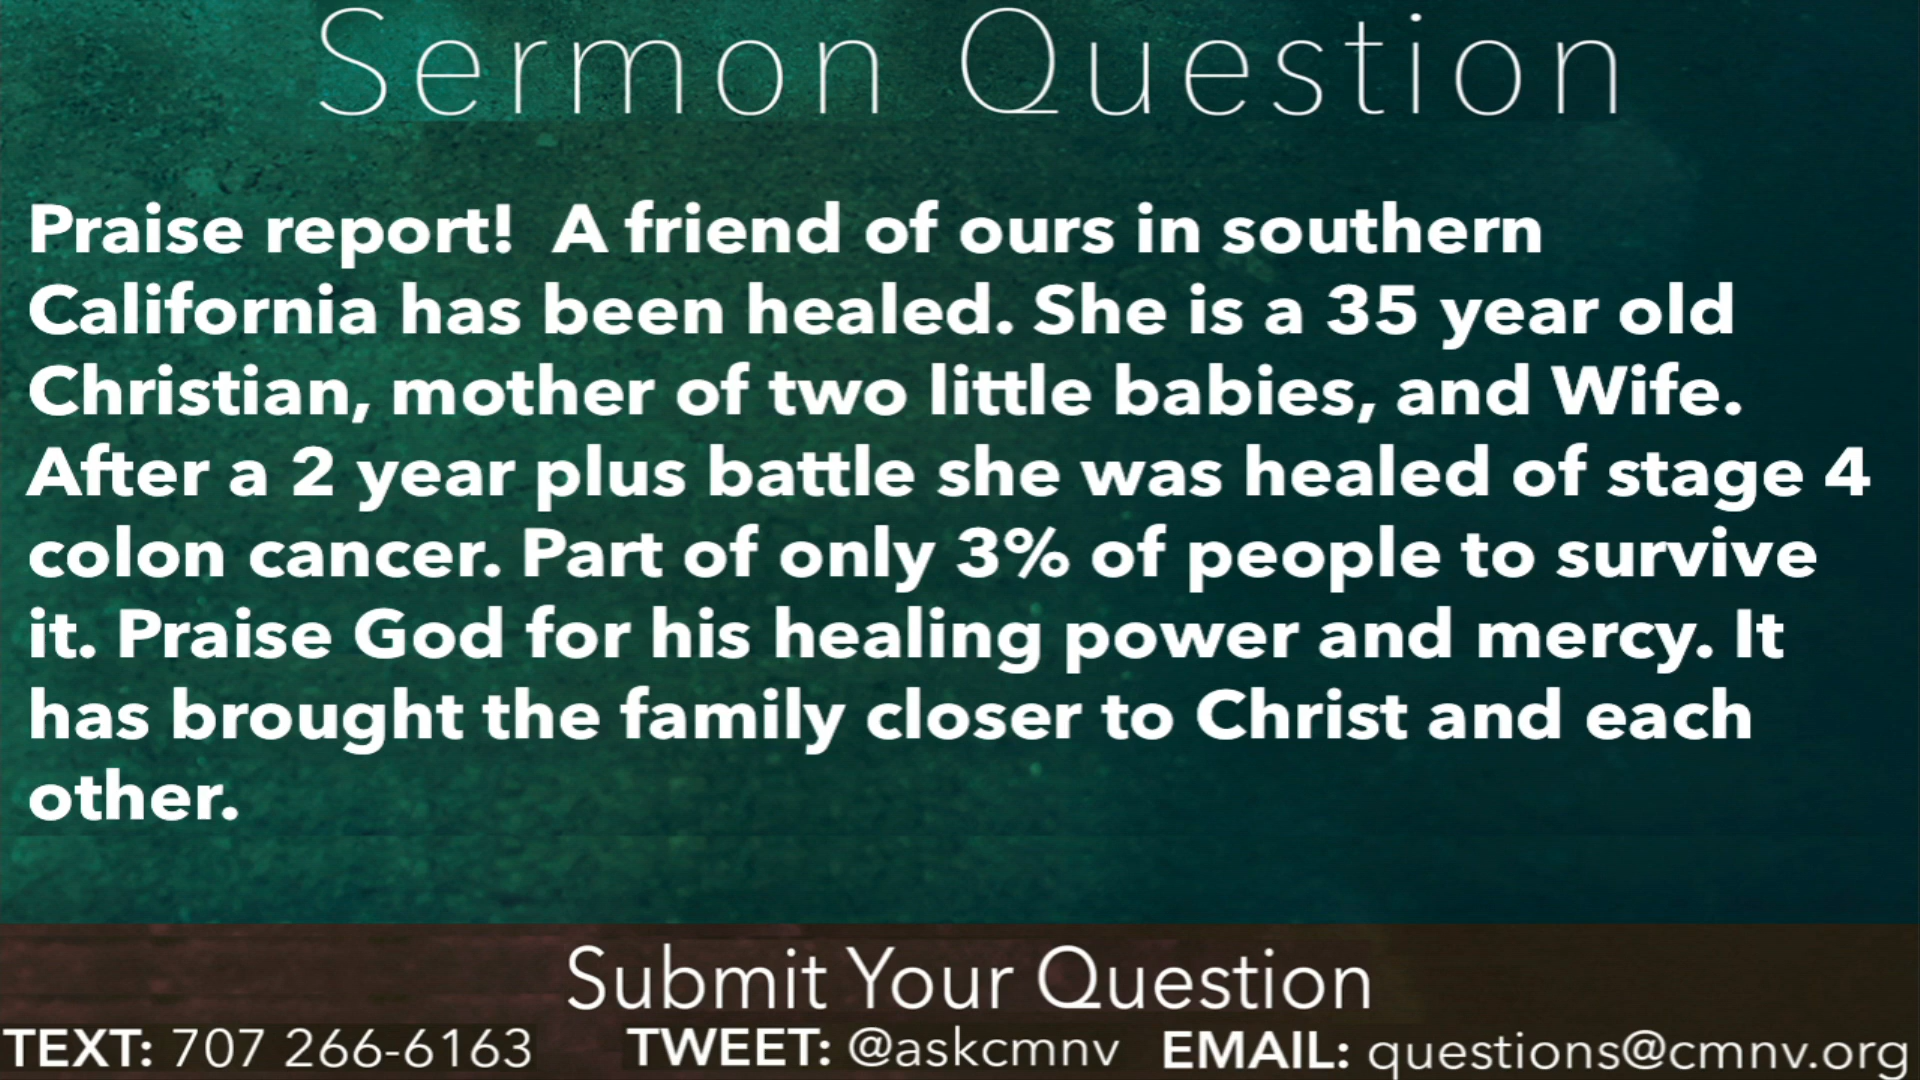 Sermon Question
Praise report!  A friend of ours in southern
California has been healed. She is a 35 year old
Christian, mother of two little babies, and Wife.
After a 2 year plus battle she was healed of stage 4
colon cancer. Part of only 3% of people to survive
it. Praise God for his healing power and mercy. It
has brought the family closer to Christ and each
other.
Submit Your Question
TEXT: 707 266-6163 TWEET: @askcmnv EMAIL: questions@cmnv.org